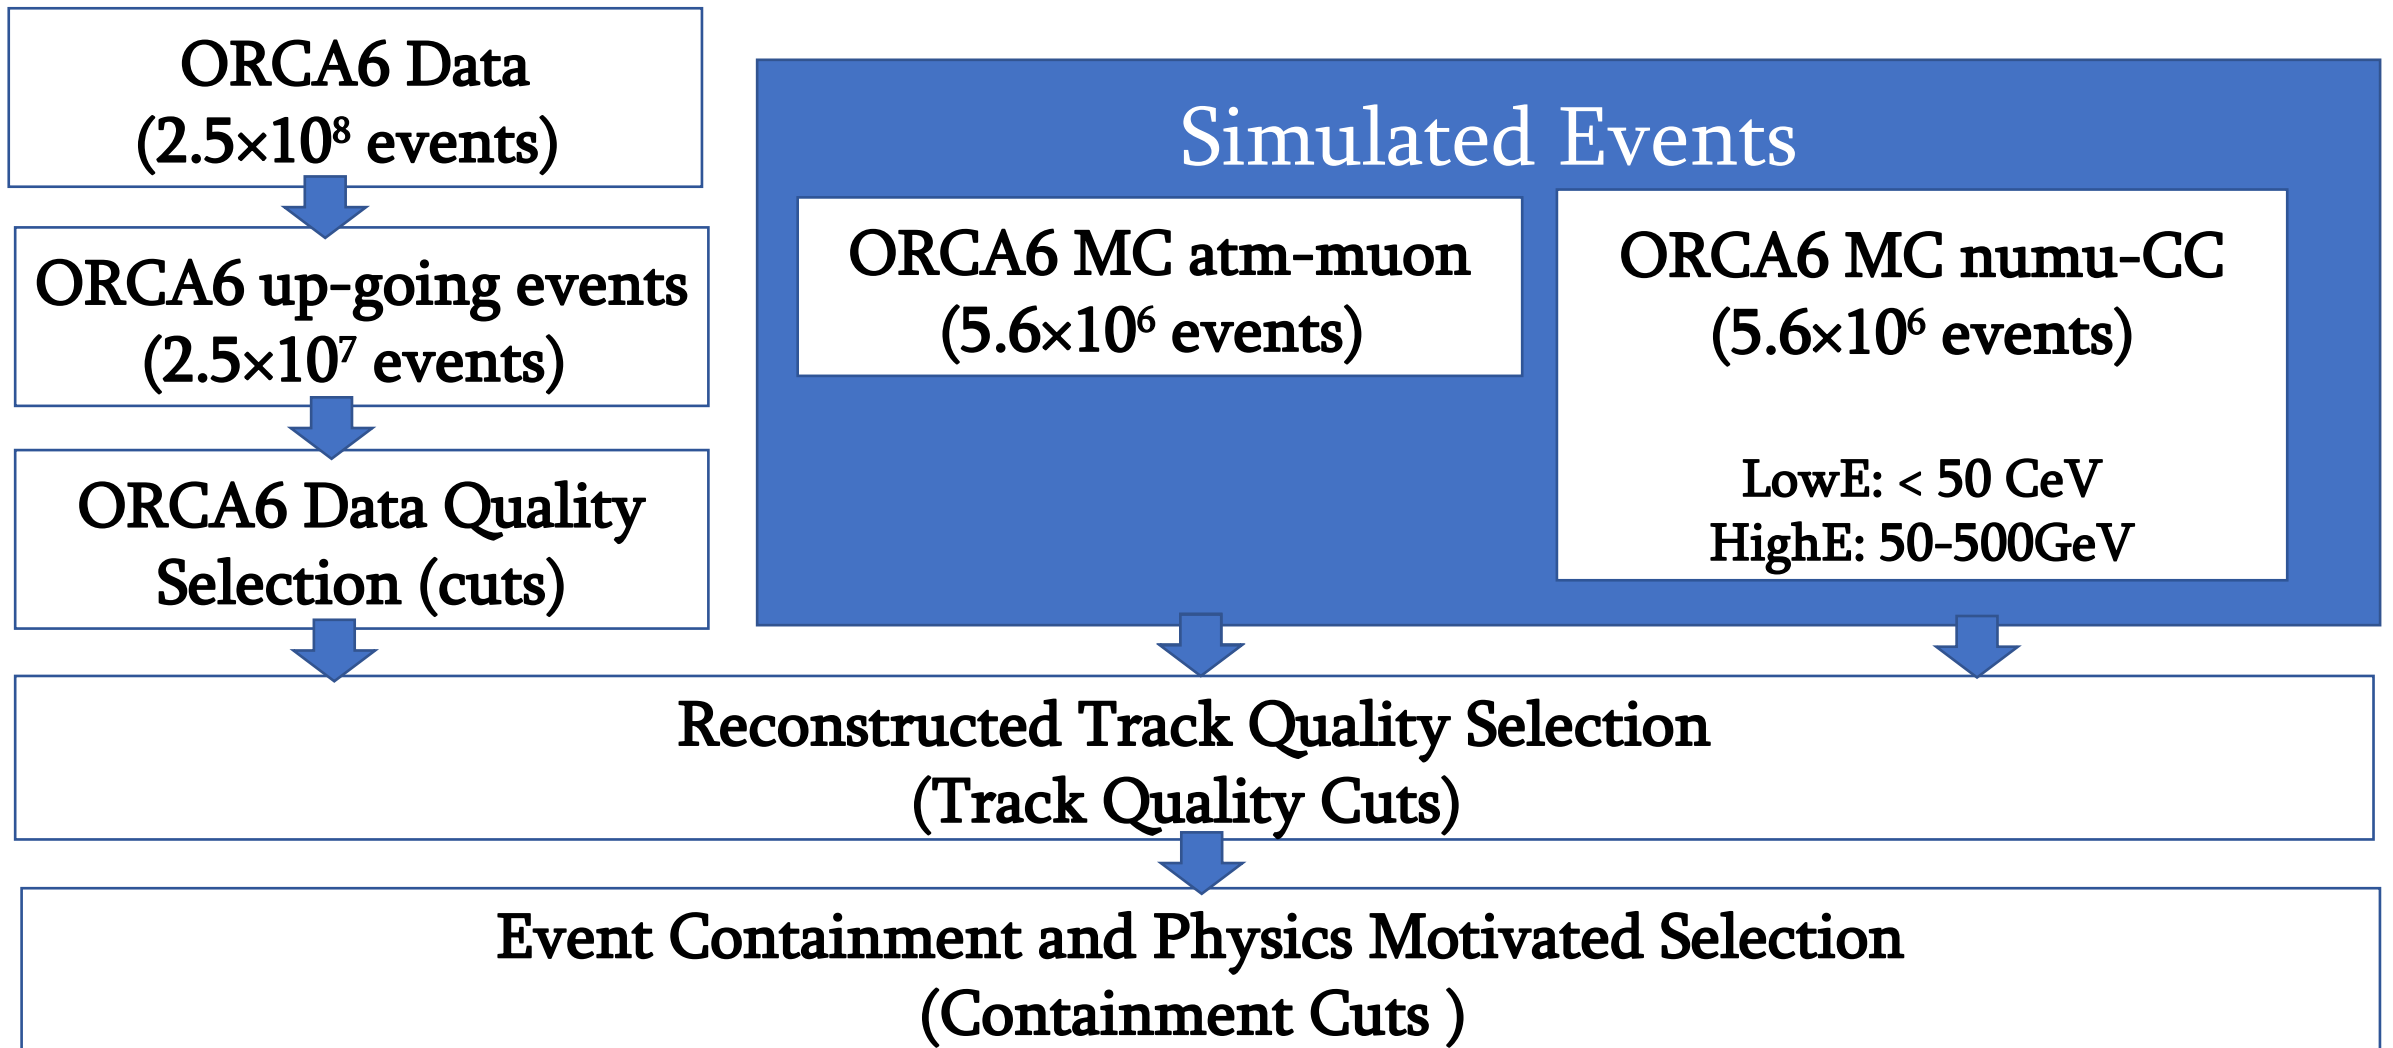 ORCA6 Data
(2.5×10⁸ events)
ORCA6 up-going events
(2.5×10⁷ events)
ORCA6 Data Quality
Selection (cuts)
Simulated Events
ORCA6 MC atm-muon
(5.6×10⁶ events)
ORCA6 MC numu-CC
(5.6×10⁶ events)
LowE: < 50 CeV
HighE: 50-500GeV
Reconstructed Track Quality Selection
(Track Quality Cuts)
Event Containment and Physics Motivated Selection
(Containment Cuts )